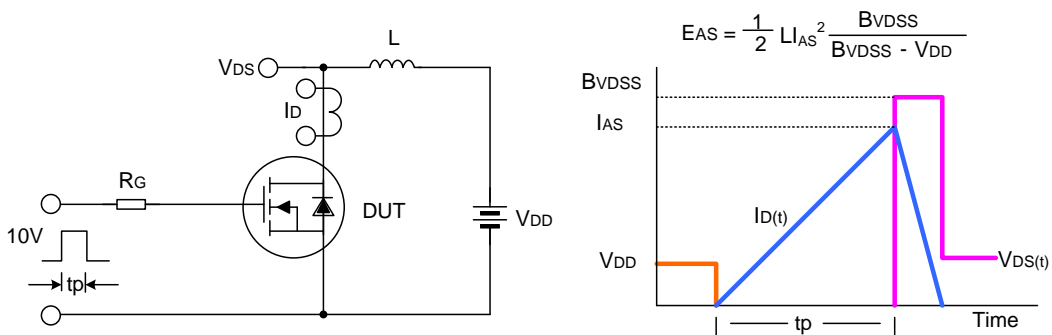 L
VDS
ID
RG
DUT
VDD
10V
tp
EAS = 1/2 LIAS² BVDSS/(BVDSS - VDD)
BVDSS
IAS
ID(t)
VDD
VDS(t)
tp
Time